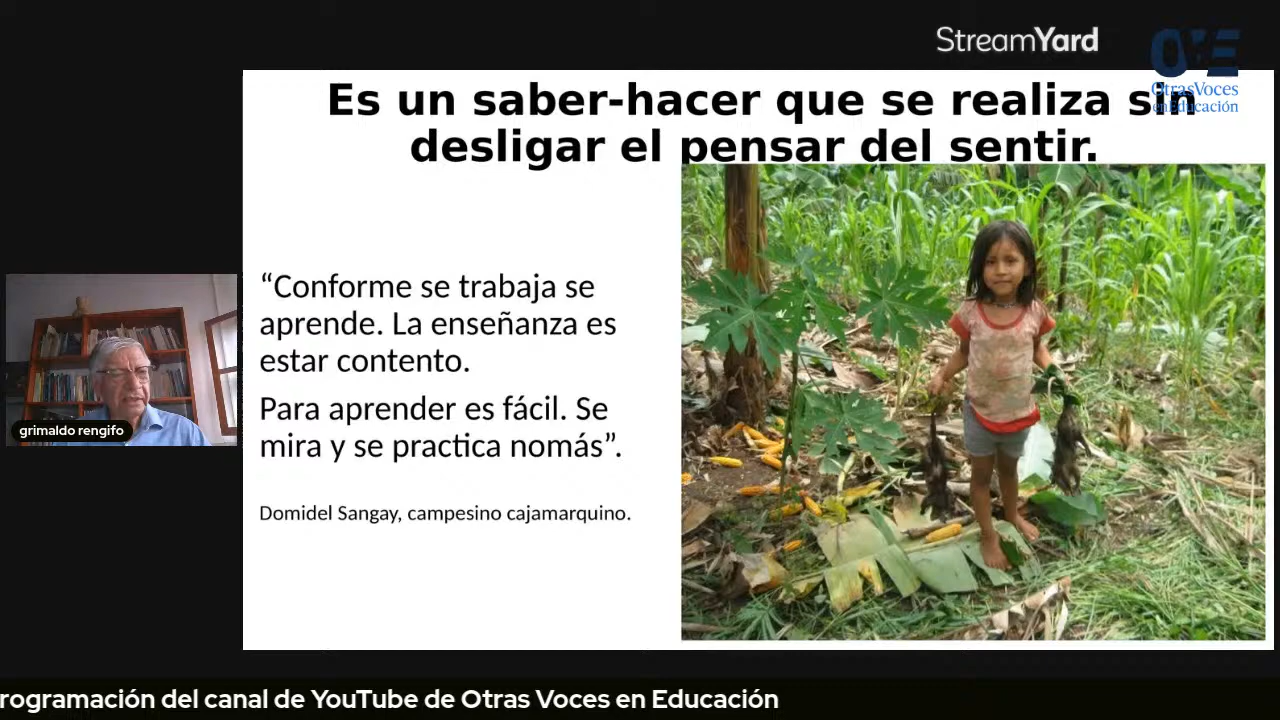 StreamYard
OVE
OtrasVoces
enEducación
Es un saber-hacer que se realiza sin
desligar el pensar del sentir.
“Conforme se trabaja se
aprende. La enseñanza es
estar contento.
Para aprender es fácil. Se
mira y se practica nomás”.
Domidel Sangay, campesino cajamarquino.
grimaldo rengifo
rogramación del canal de YouTube de Otras Voces en Educación